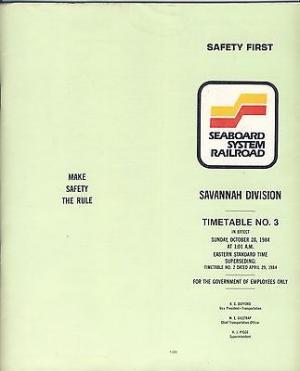 MAKE
SAFETY
THE RULE
SAFETY FIRST
SEABOARD
SYSTEM
RAILROAD
SAVANNAH DIVISION
TIMETABLE NO. 3
IN EFFECT
SUNDAY, OCTOBER 28, 1984
AT 3:01 A.M.
EASTERN STANDARD TIME
SUPERSEDING:
TIMETABLE NO. 2 DATED APRIL 29, 1984
FOR THE GOVERNMENT OF EMPLOYEES ONLY
Vice President-Transportation
Chief Transportation Officer
Superintendent